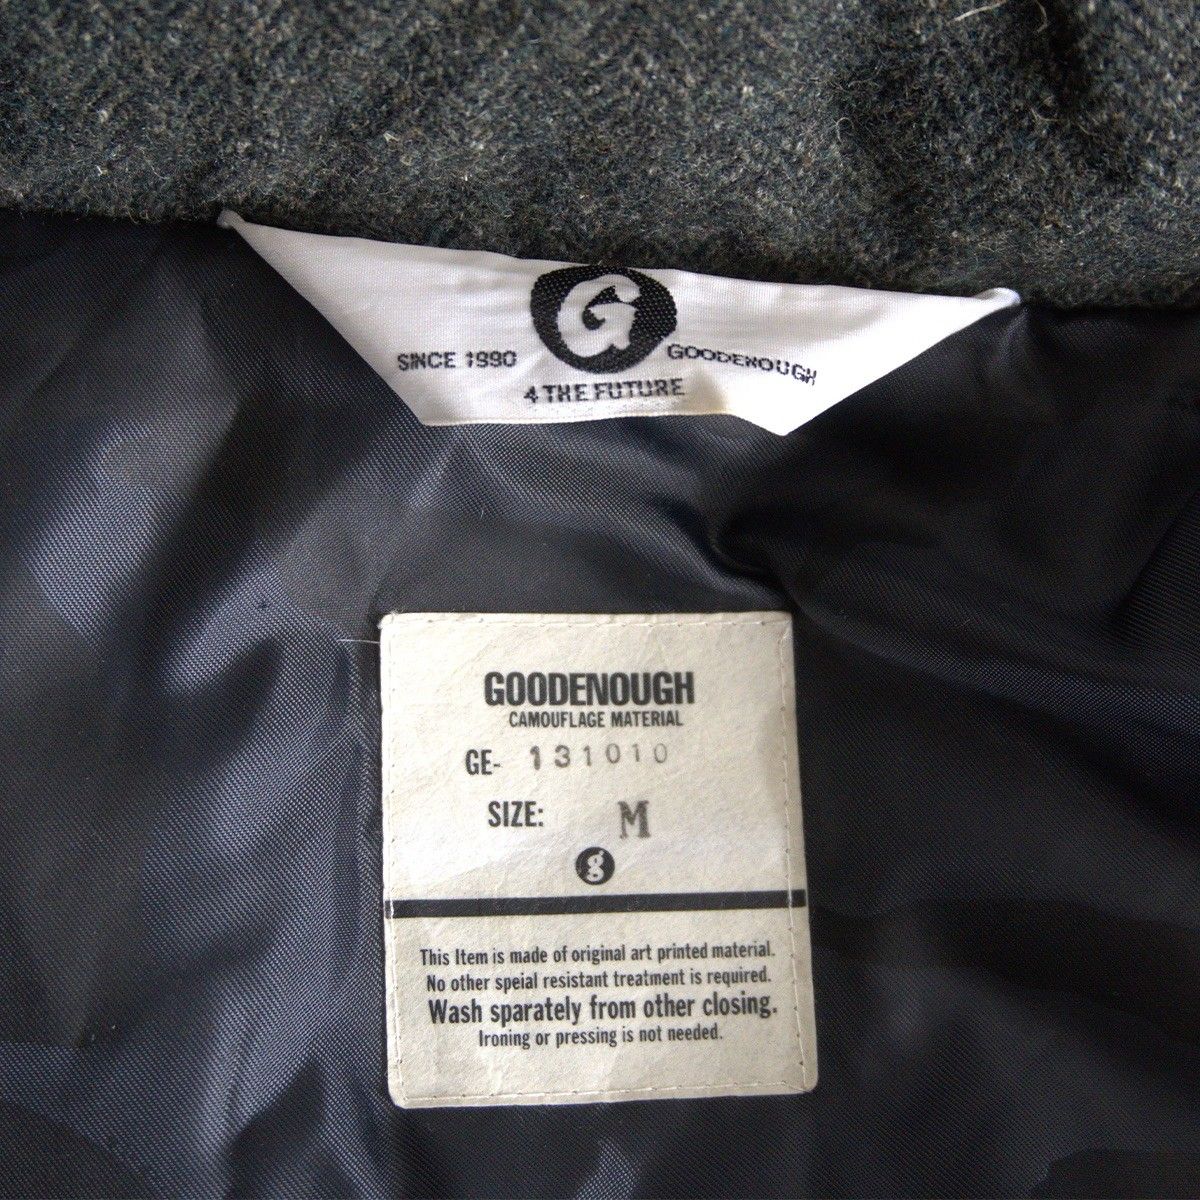 G
SINCE 1990
GOODENOUGH
4 THE FUTURE
GOODENOUGH
CAMOUFLAGE MATERIAL
GE- 131010
SIZE: M
g
This Item is made of original art printed material.
No other speial resistant treatment is required.
Wash sparately from other closing.
Ironing or pressing is not needed.